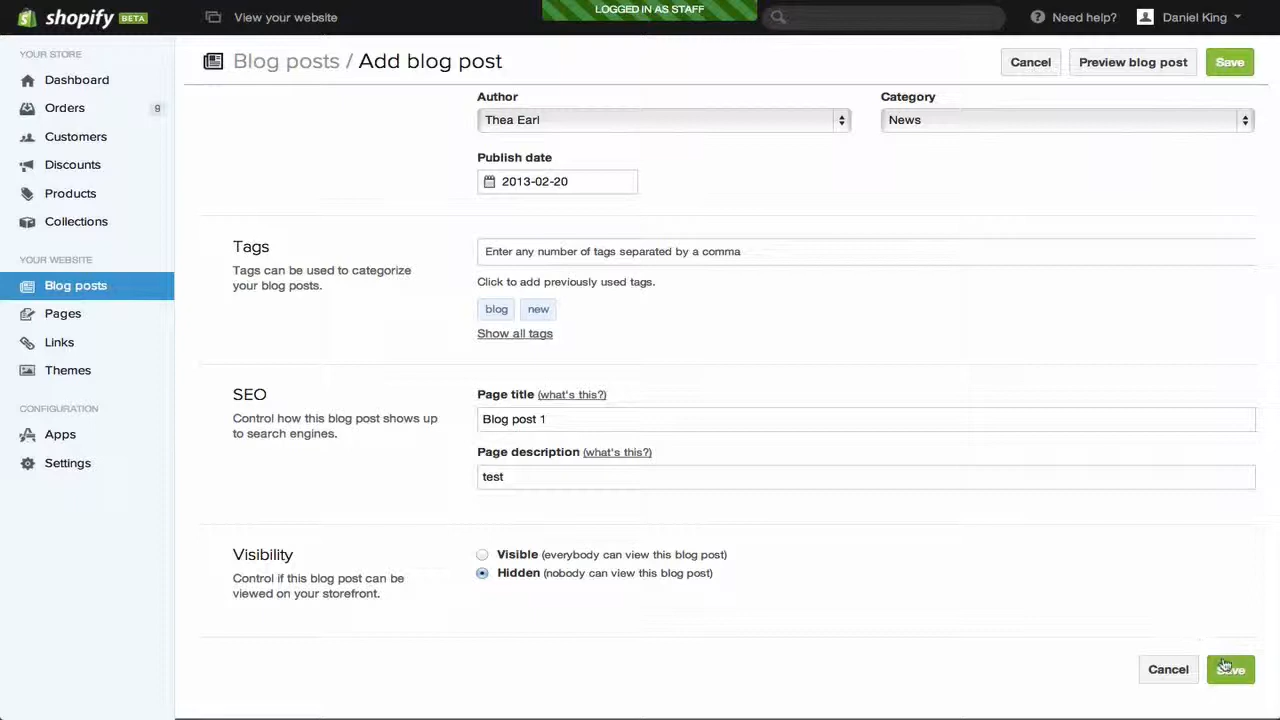 shopify BETA
View your website
LOGGED IN AS STAFF
Need help?
Daniel King
YOUR STORE
Dashboard
Orders 9
Customers
Discounts
Products
Collections
YOUR WEBSITE
Blog posts
Pages
Links
Themes
CONFIGURATION
Apps
Settings
Blog posts / Add blog post
Cancel
Preview blog post
Save
Author
Category
Thea Earl
News
Publish date
2013-02-20
Tags
Tags can be used to categorize
your blog posts.
Enter any number of tags separated by a comma
Click to add previously used tags.
blog new
Show all tags
SEO
Control how this blog post shows up
to search engines.
Page title (what's this?)
Blog post 1
Page description (what's this?)
test
Visibility
Control if this blog post can be
viewed on your storefront.
Visible (everybody can view this blog post)
Hidden (nobody can view this blog post)
Cancel
Save